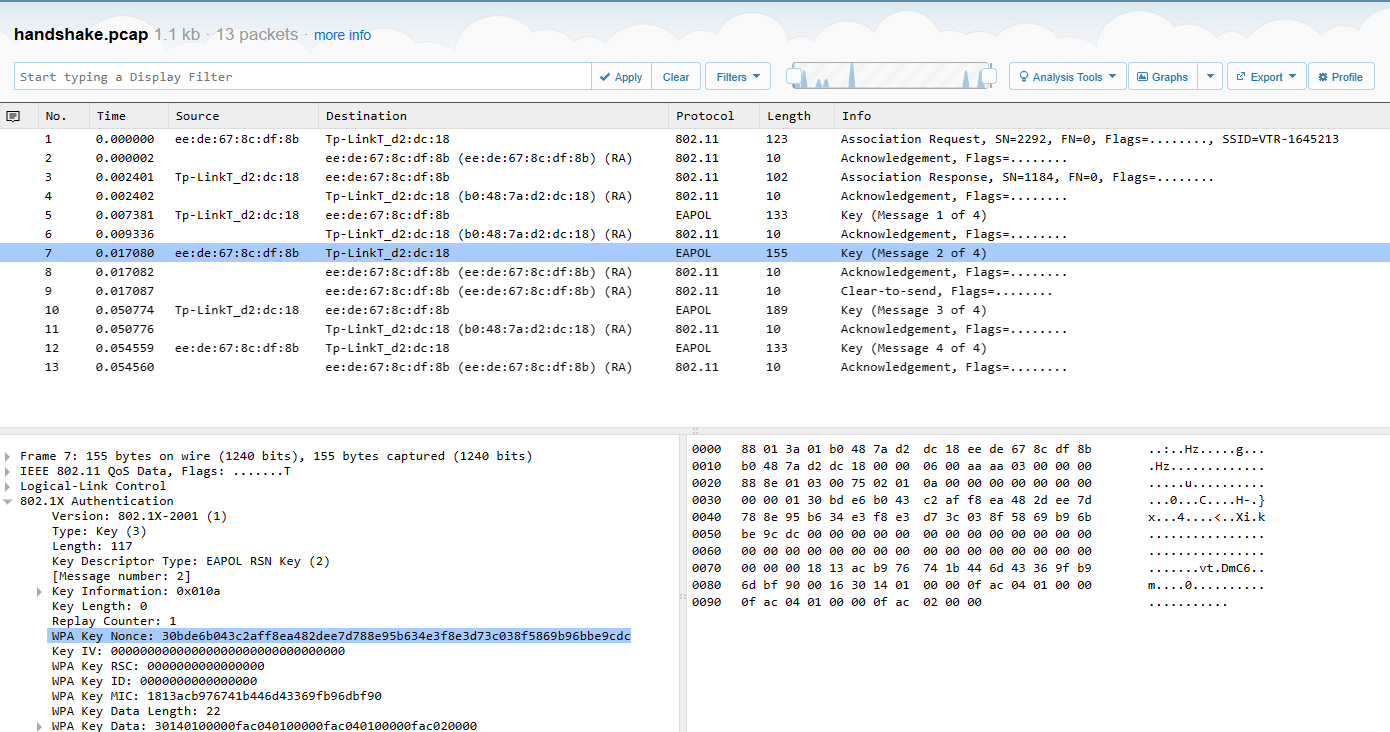 handshake.pcap 1.1 kb · 13 packets · more info
Start typing a Display Filter Apply Clear Filters Analysis Tools Graphs Export Profile
No. Time Source Destination Protocol Length Info
1 0.000000 ee:de:67:8c:df:8b Tp-LinkT_d2:dc:18 802.11 123 Association Request, SN=2292, FN=0, Flags=........, SSID=VTR-1645213
2 0.000002 ee:de:67:8c:df:8b (ee:de:67:8c:df:8b) (RA) 802.11 10 Acknowledgement, Flags=........
3 0.002401 Tp-LinkT_d2:dc:18 ee:de:67:8c:df:8b 802.11 102 Association Response, SN=1184, FN=0, Flags=........
4 0.002402 Tp-LinkT_d2:dc:18 (b0:48:7a:d2:dc:18) (RA) 802.11 10 Acknowledgement, Flags=........
5 0.007381 Tp-LinkT_d2:dc:18 ee:de:67:8c:df:8b EAPOL 133 Key (Message 1 of 4)
6 0.009336 Tp-LinkT_d2:dc:18 (b0:48:7a:d2:dc:18) (RA) 802.11 10 Acknowledgement, Flags=........
7 0.017080 ee:de:67:8c:df:8b Tp-LinkT_d2:dc:18 EAPOL 155 Key (Message 2 of 4)
8 0.017082 ee:de:67:8c:df:8b (ee:de:67:8c:df:8b) (RA) 802.11 10 Acknowledgement, Flags=........
9 0.017087 ee:de:67:8c:df:8b (ee:de:67:8c:df:8b) (RA) 802.11 10 Clear-to-send, Flags=........
10 0.050774 Tp-LinkT_d2:dc:18 ee:de:67:8c:df:8b EAPOL 189 Key (Message 3 of 4)
11 0.050776 Tp-LinkT_d2:dc:18 (b0:48:7a:d2:dc:18) (RA) 802.11 10 Acknowledgement, Flags=........
12 0.054559 ee:de:67:8c:df:8b Tp-LinkT_d2:dc:18 EAPOL 133 Key (Message 4 of 4)
13 0.054560 ee:de:67:8c:df:8b (ee:de:67:8c:df:8b) (RA) 802.11 10 Acknowledgement, Flags=........
Frame 7: 155 bytes on wire (1240 bits), 155 bytes captured (1240 bits)
IEEE 802.11 QoS Data, Flags: .......T
Logical-Link Control
802.1X Authentication
Version: 802.1X-2001 (1)
Type: Key (3)
Length: 117
Key Descriptor Type: EAPOL RSN Key (2)
[Message number: 2]
Key Information: 0x010a
Key Length: 0
Replay Counter: 1
WPA Key Nonce: 30bde6b043c2aff8ea482dee7d788e95b634e3f8e3d73c038f5869b96bbe9cdc
Key IV: 00000000000000000000000000000000
WPA Key RSC: 0000000000000000
WPA Key ID: 0000000000000000
WPA Key MIC: 1813acb976741b446d43369fb96dbf90
WPA Key Data Length: 22
WPA Key Data: 30140100000fac040100000fac040100000fac020000
0000 88 01 3a 01 b0 48 7a d2 dc 18 ee de 67 8c df 8b ..:..Hz.....g...
0010 b0 48 7a d2 dc 18 00 00 06 00 aa aa 03 00 00 00 .Hz.............
0020 88 8e 01 03 00 75 02 01 0a 00 00 00 00 00 00 00 .....u..........
0030 00 00 01 30 bd e6 b0 43 c2 af f8 ea 48 2d ee 7d ...0...C....H-.}
0040 78 8e 95 b6 34 e3 f8 e3 d7 3c 03 8f 58 69 b9 6b x...4....<..Xi.k
0050 be 9c dc 00 00 00 00 00 00 00 00 00 00 00 00 00 ................
0060 00 00 00 00 00 00 00 00 00 00 00 00 00 00 00 00 ................
0070 00 00 00 18 13 ac b9 76 74 1b 44 6d 43 36 9f b9 .......vt.DmC6..
0080 6d bf 90 00 16 30 14 01 00 00 0f ac 04 01 00 00 m....0..........
0090 0f ac 04 01 00 00 0f ac 02 00 00 ...........